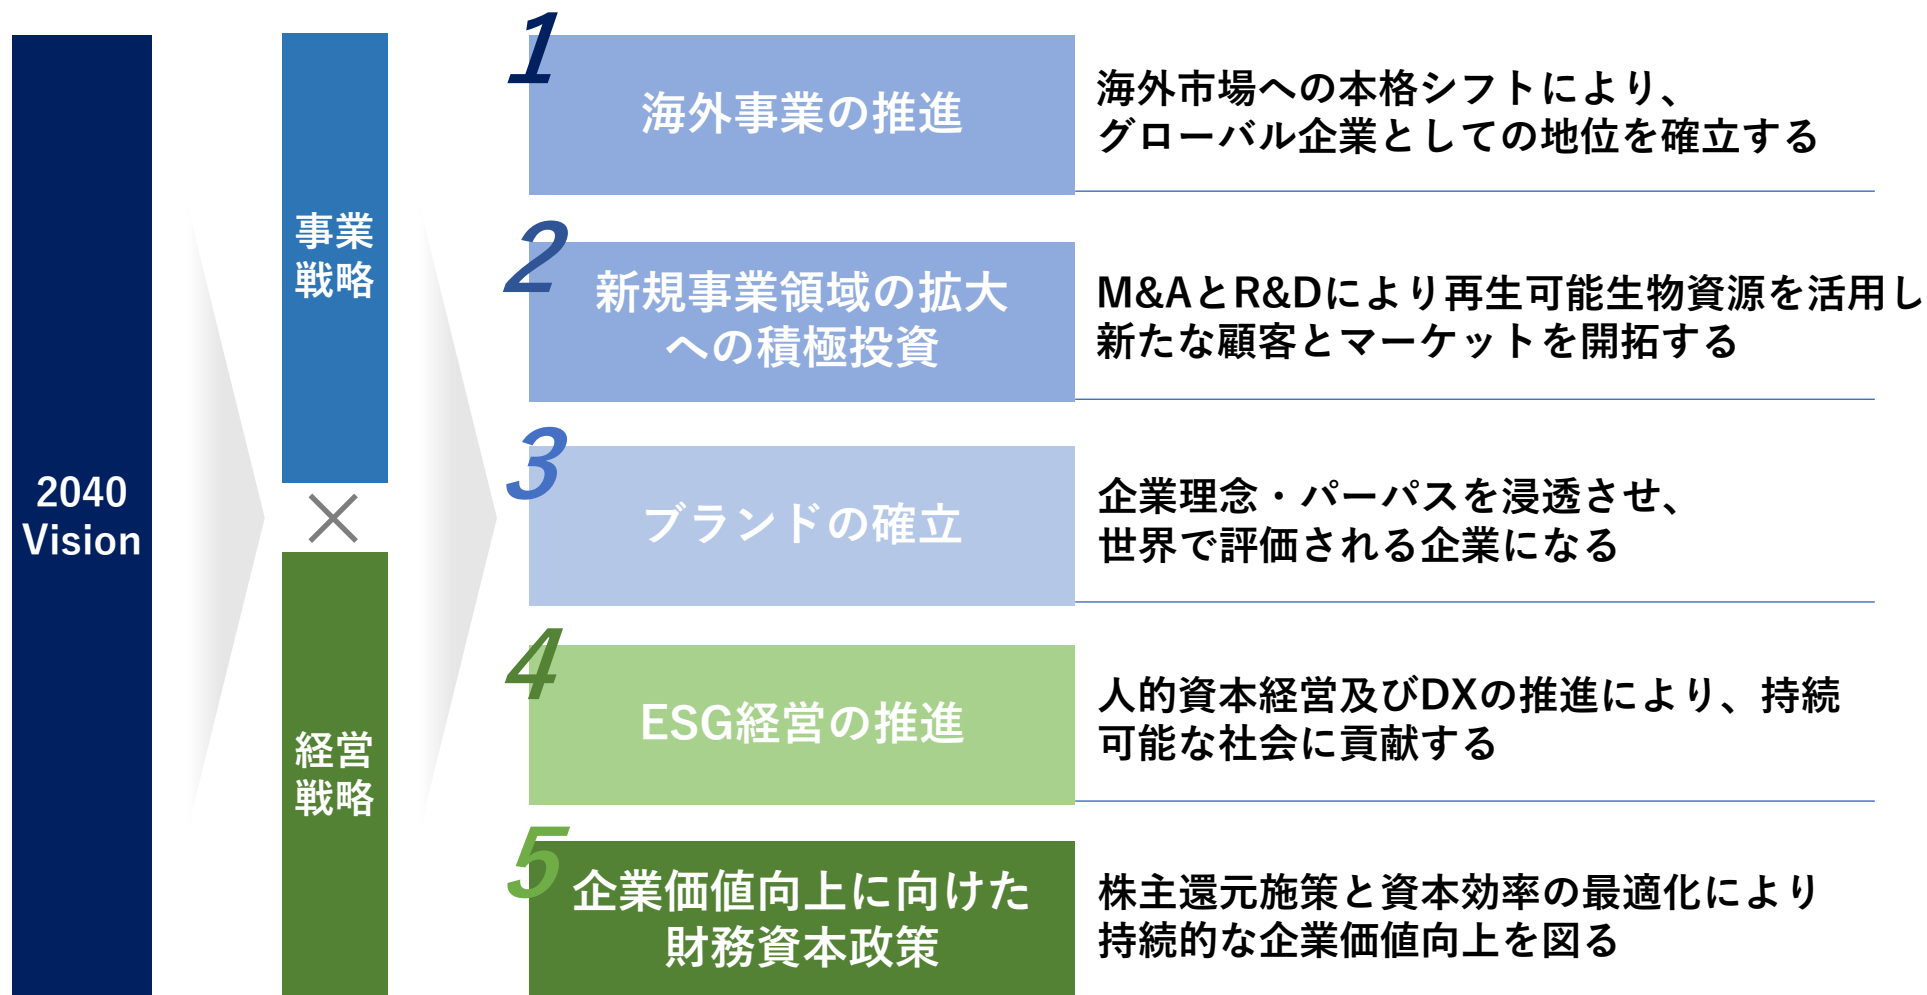 2040
Vision
事業
戦略
×
経営
戦略
1
海外事業の推進
海外市場への本格シフトにより、
グローバル企業としての地位を確立する
2
新規事業領域の拡大
への積極投資
M&AとR&Dにより再生可能生物資源を活用し
新たな顧客とマーケットを開拓する
3
ブランドの確立
企業理念・パーパスを浸透させ、
世界で評価される企業になる
4
ESG経営の推進
人的資本経営及びDXの推進により、持続
可能な社会に貢献する
5
企業価値向上に向けた
財務資本政策
株主還元施策と資本効率の最適化により
持続的な企業価値向上を図る